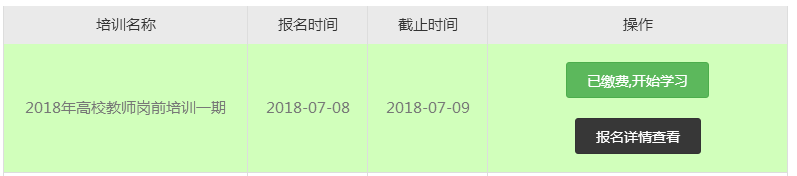 培训名称 报名时间 截止时间 操作
已缴费,开始学习
2018年高校教师岗前培训一期 2018-07-08 2018-07-09
报名详情查看